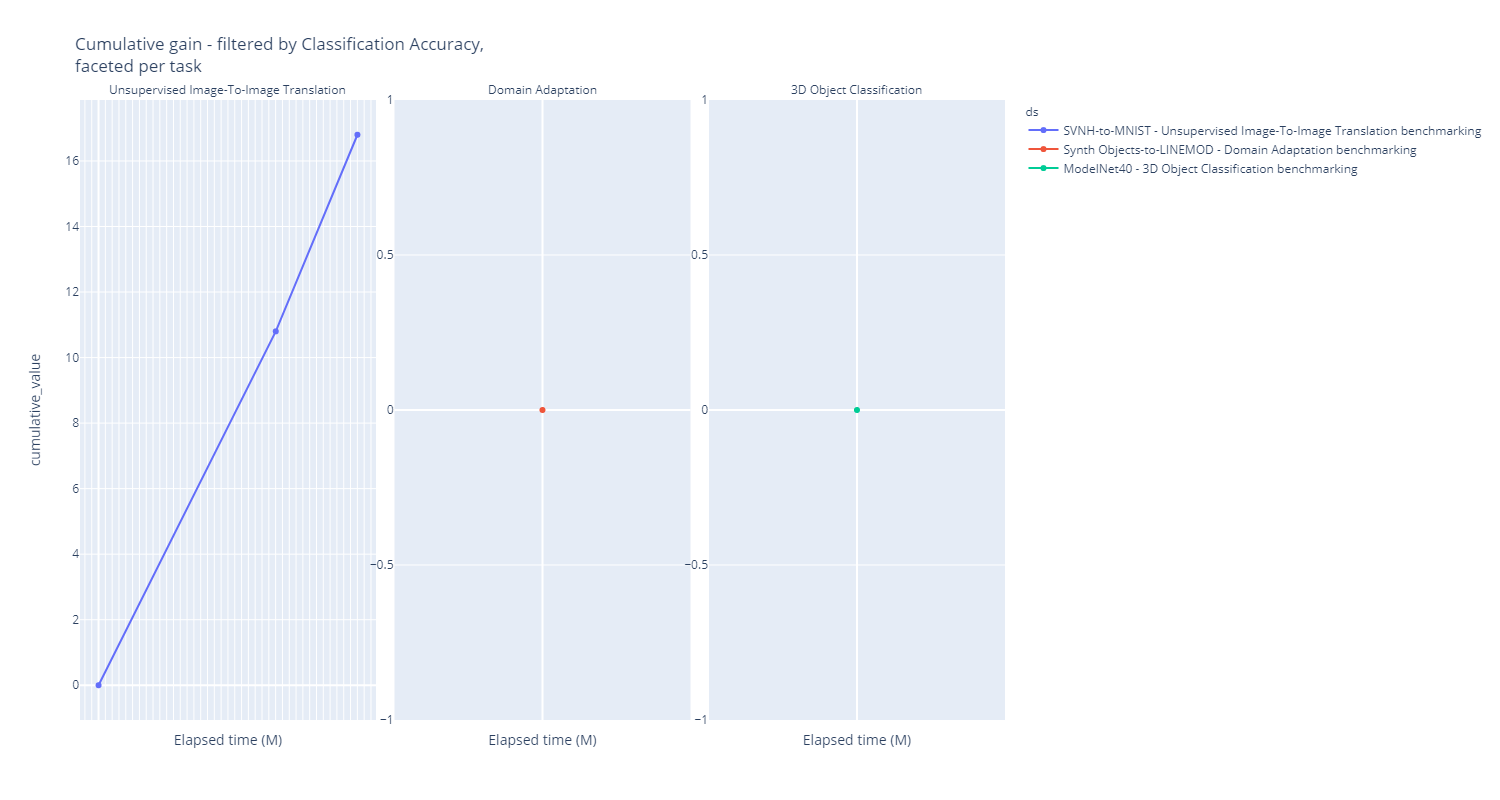 Cumulative gain - filtered by Classification Accuracy,
faceted per task
Unsupervised Image-To-Image Translation
Domain Adaptation
3D Object Classification
cumulative_value
16
14
12
10
8
6
4
2
0
1
0.5
0
−0.5
−1
1
0.5
0
−0.5
−1
Elapsed time (M)
Elapsed time (M)
Elapsed time (M)
ds
SVNH-to-MNIST - Unsupervised Image-To-Image Translation benchmarking
Synth Objects-to-LINEMOD - Domain Adaptation benchmarking
ModelNet40 - 3D Object Classification benchmarking